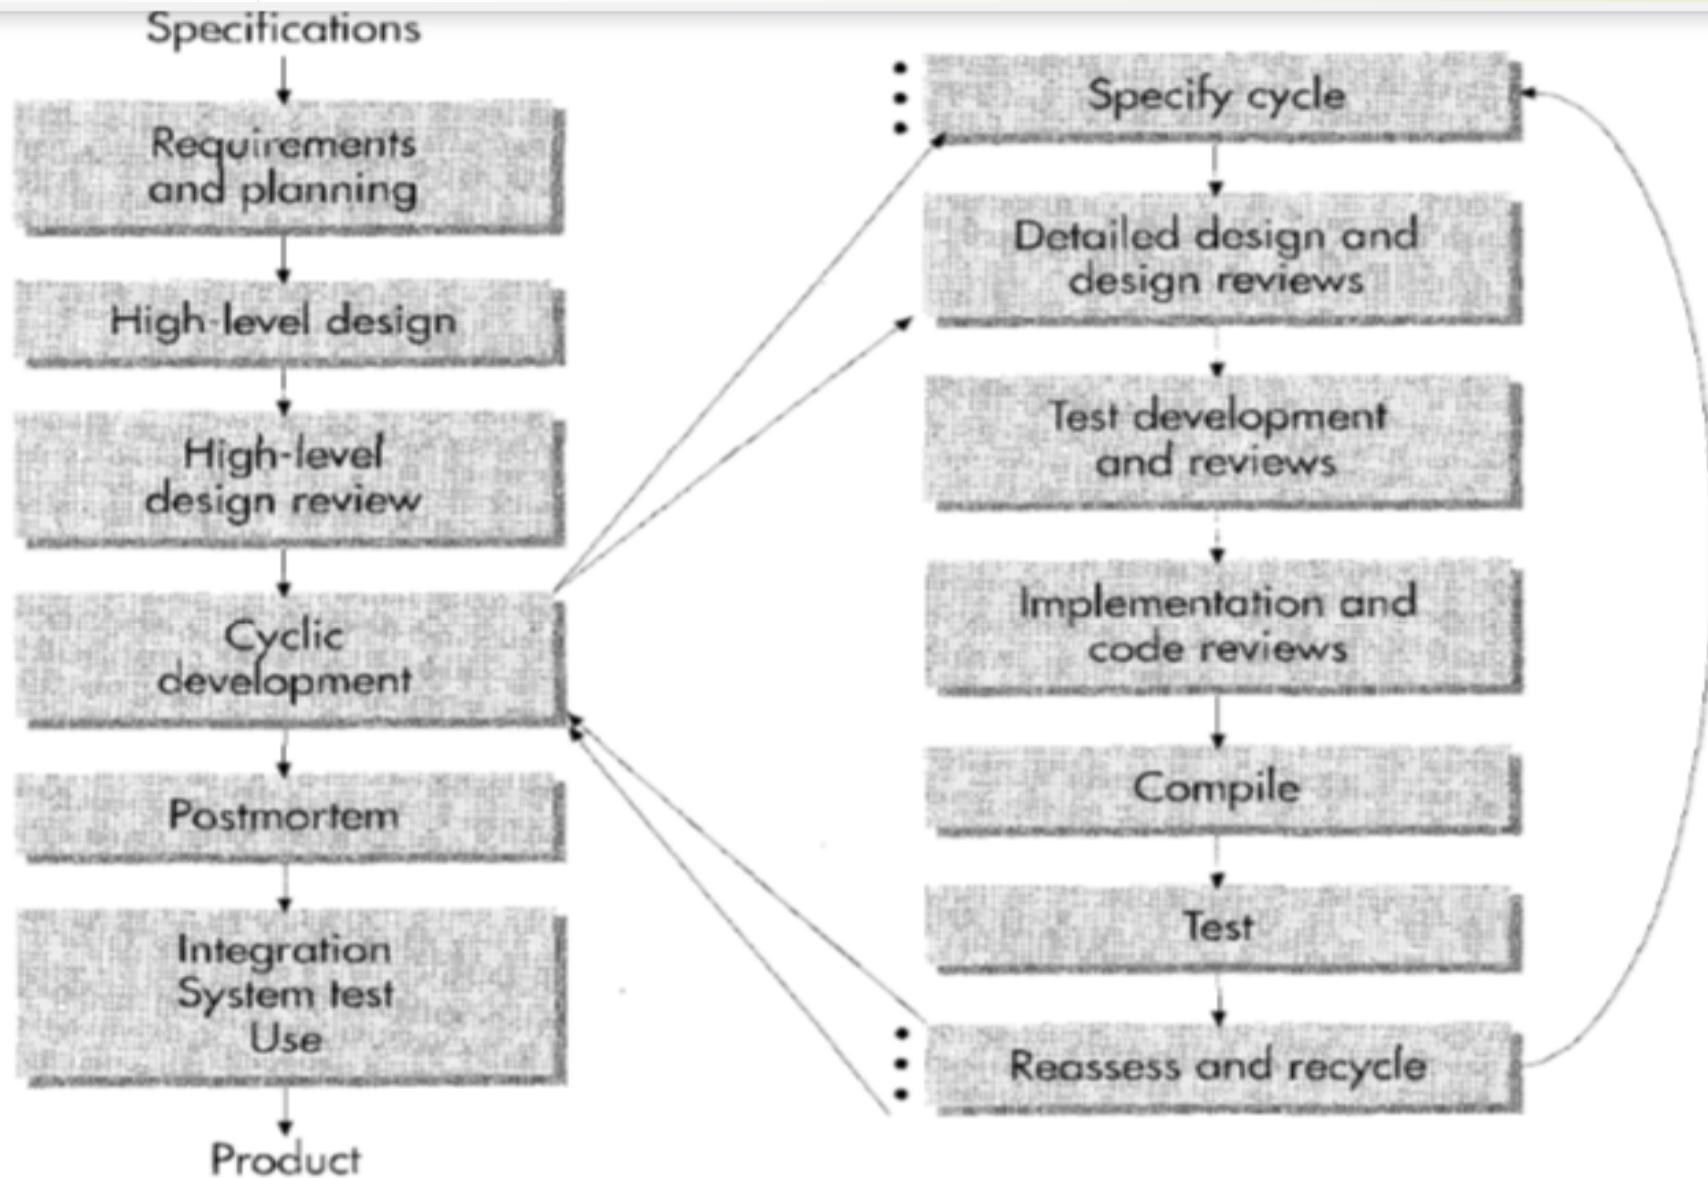 Specifications
Requirements
and planning
High-level design
High-level
design review
Cyclic
development
Postmortem
Integration
System test
Use
Product
Specify cycle
Detailed design and
design reviews
Test development
and reviews
Implementation and
code reviews
Compile
Test
Reassess and recycle